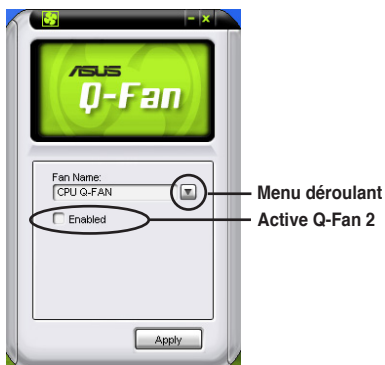 ASUS
Q-Fan
Fan Name:
CPU Q-FAN
Menu déroulant
Enabled
Active Q-Fan 2
Apply